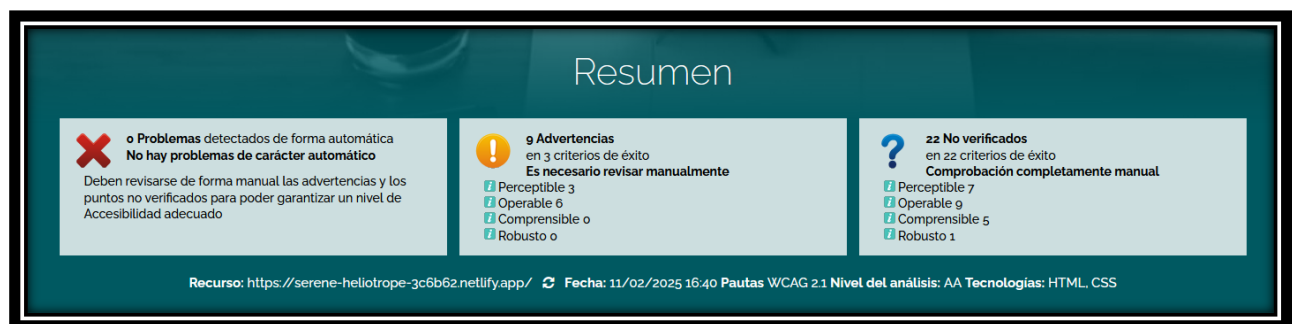 Resumen
0 Problemas detectados de forma automática
No hay problemas de carácter automático
Deben revisarse de forma manual las advertencias y los
puntos no verificados para poder garantizar un nivel de
Accesibilidad adecuado
9 Advertencias
en 3 criterios de éxito
Es necesario revisar manualmente
Perceptible 3
Operable 6
Comprensible 0
Robusto 0
22 No verificados
en 22 criterios de éxito
Comprobación completamente manual
Perceptible 7
Operable 9
Comprensible 5
Robusto 1
Recurso: https://serene-heliotrope-3c6b62.netlify.app/ Fecha: 11/02/2025 16:40 Pautas WCAG 2.1 Nivel del análisis: AA Tecnologías: HTML, CSS